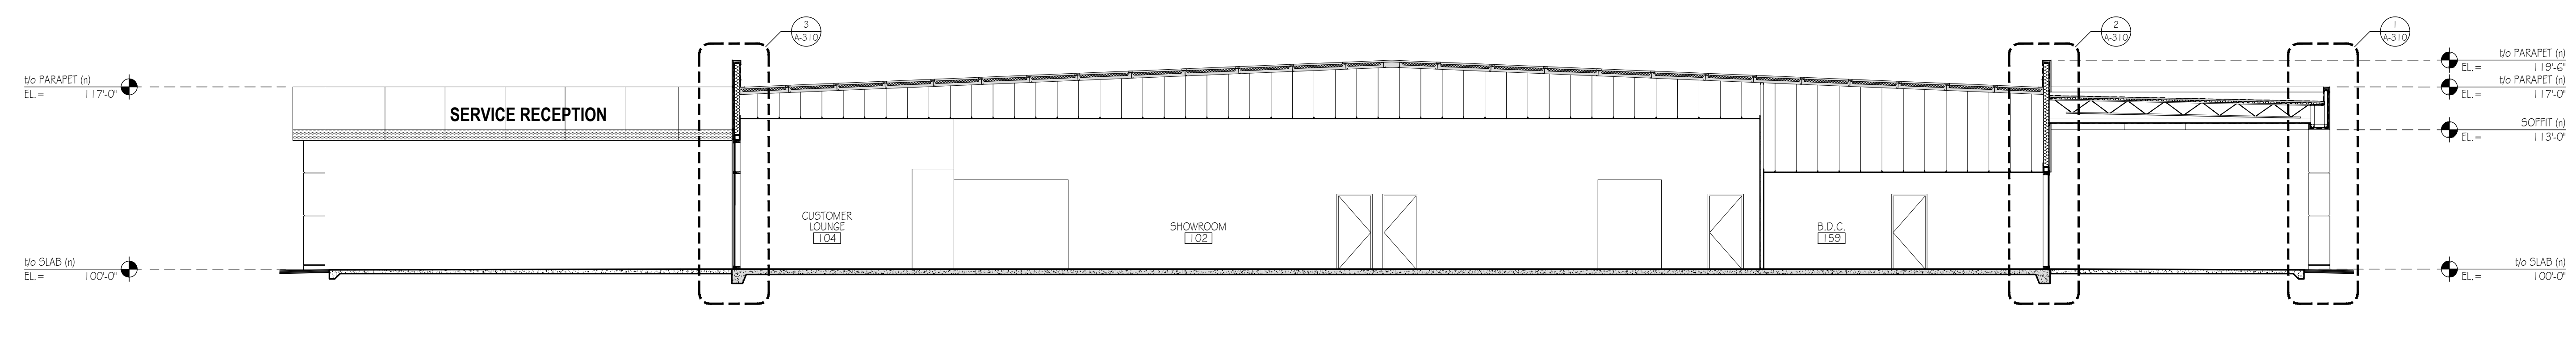 3
A-310
2
A-310
1
A-310
t/o PARAPET (n)
EL.= 117'-0"
SERVICE RECEPTION
t/o PARAPET (n)
EL.= 119'-6"
t/o PARAPET (n)
EL.= 117'-0"
SOFFIT (n)
EL.= 113'-0"
CUSTOMER
LOUNGE
104
SHOWROOM
102
B.D.C.
159
t/o SLAB (n)
EL.= 100'-0"
t/o SLAB (n)
EL.= 100'-0"